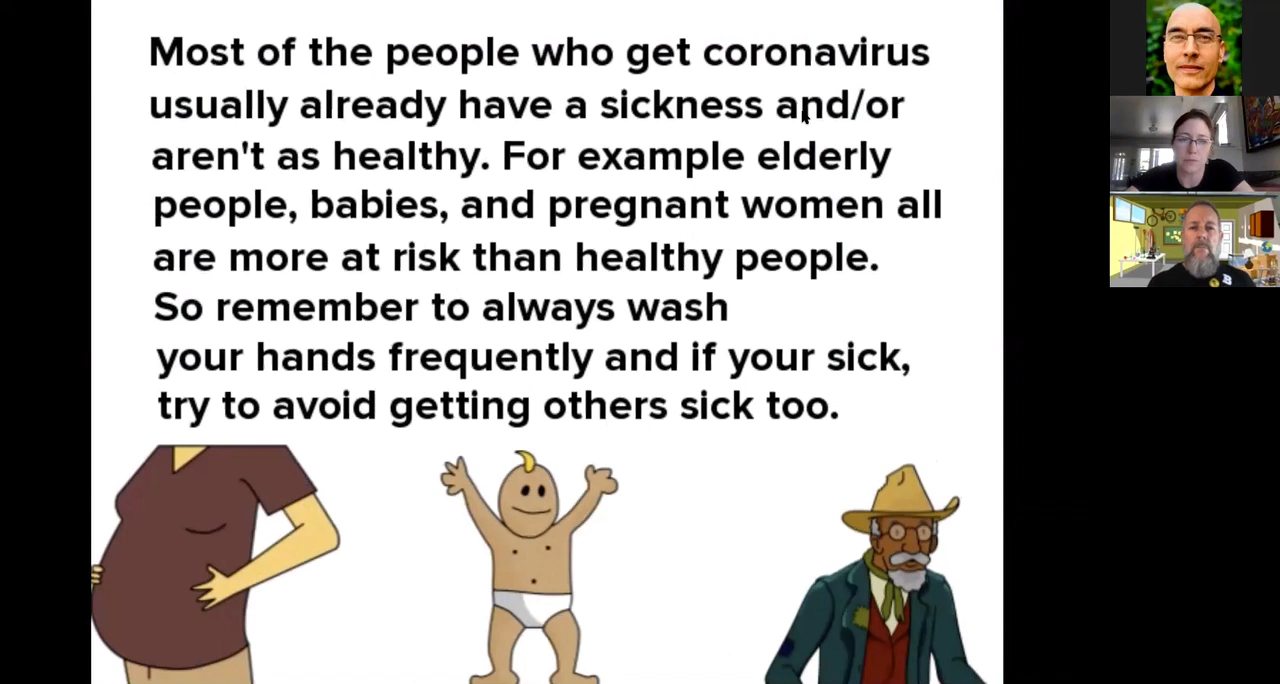 Most of the people who get coronavirus
usually already have a sickness and/or
aren't as healthy. For example elderly
people, babies, and pregnant women all
are more at risk than healthy people.
So remember to always wash
your hands frequently and if your sick,
try to avoid getting others sick too.